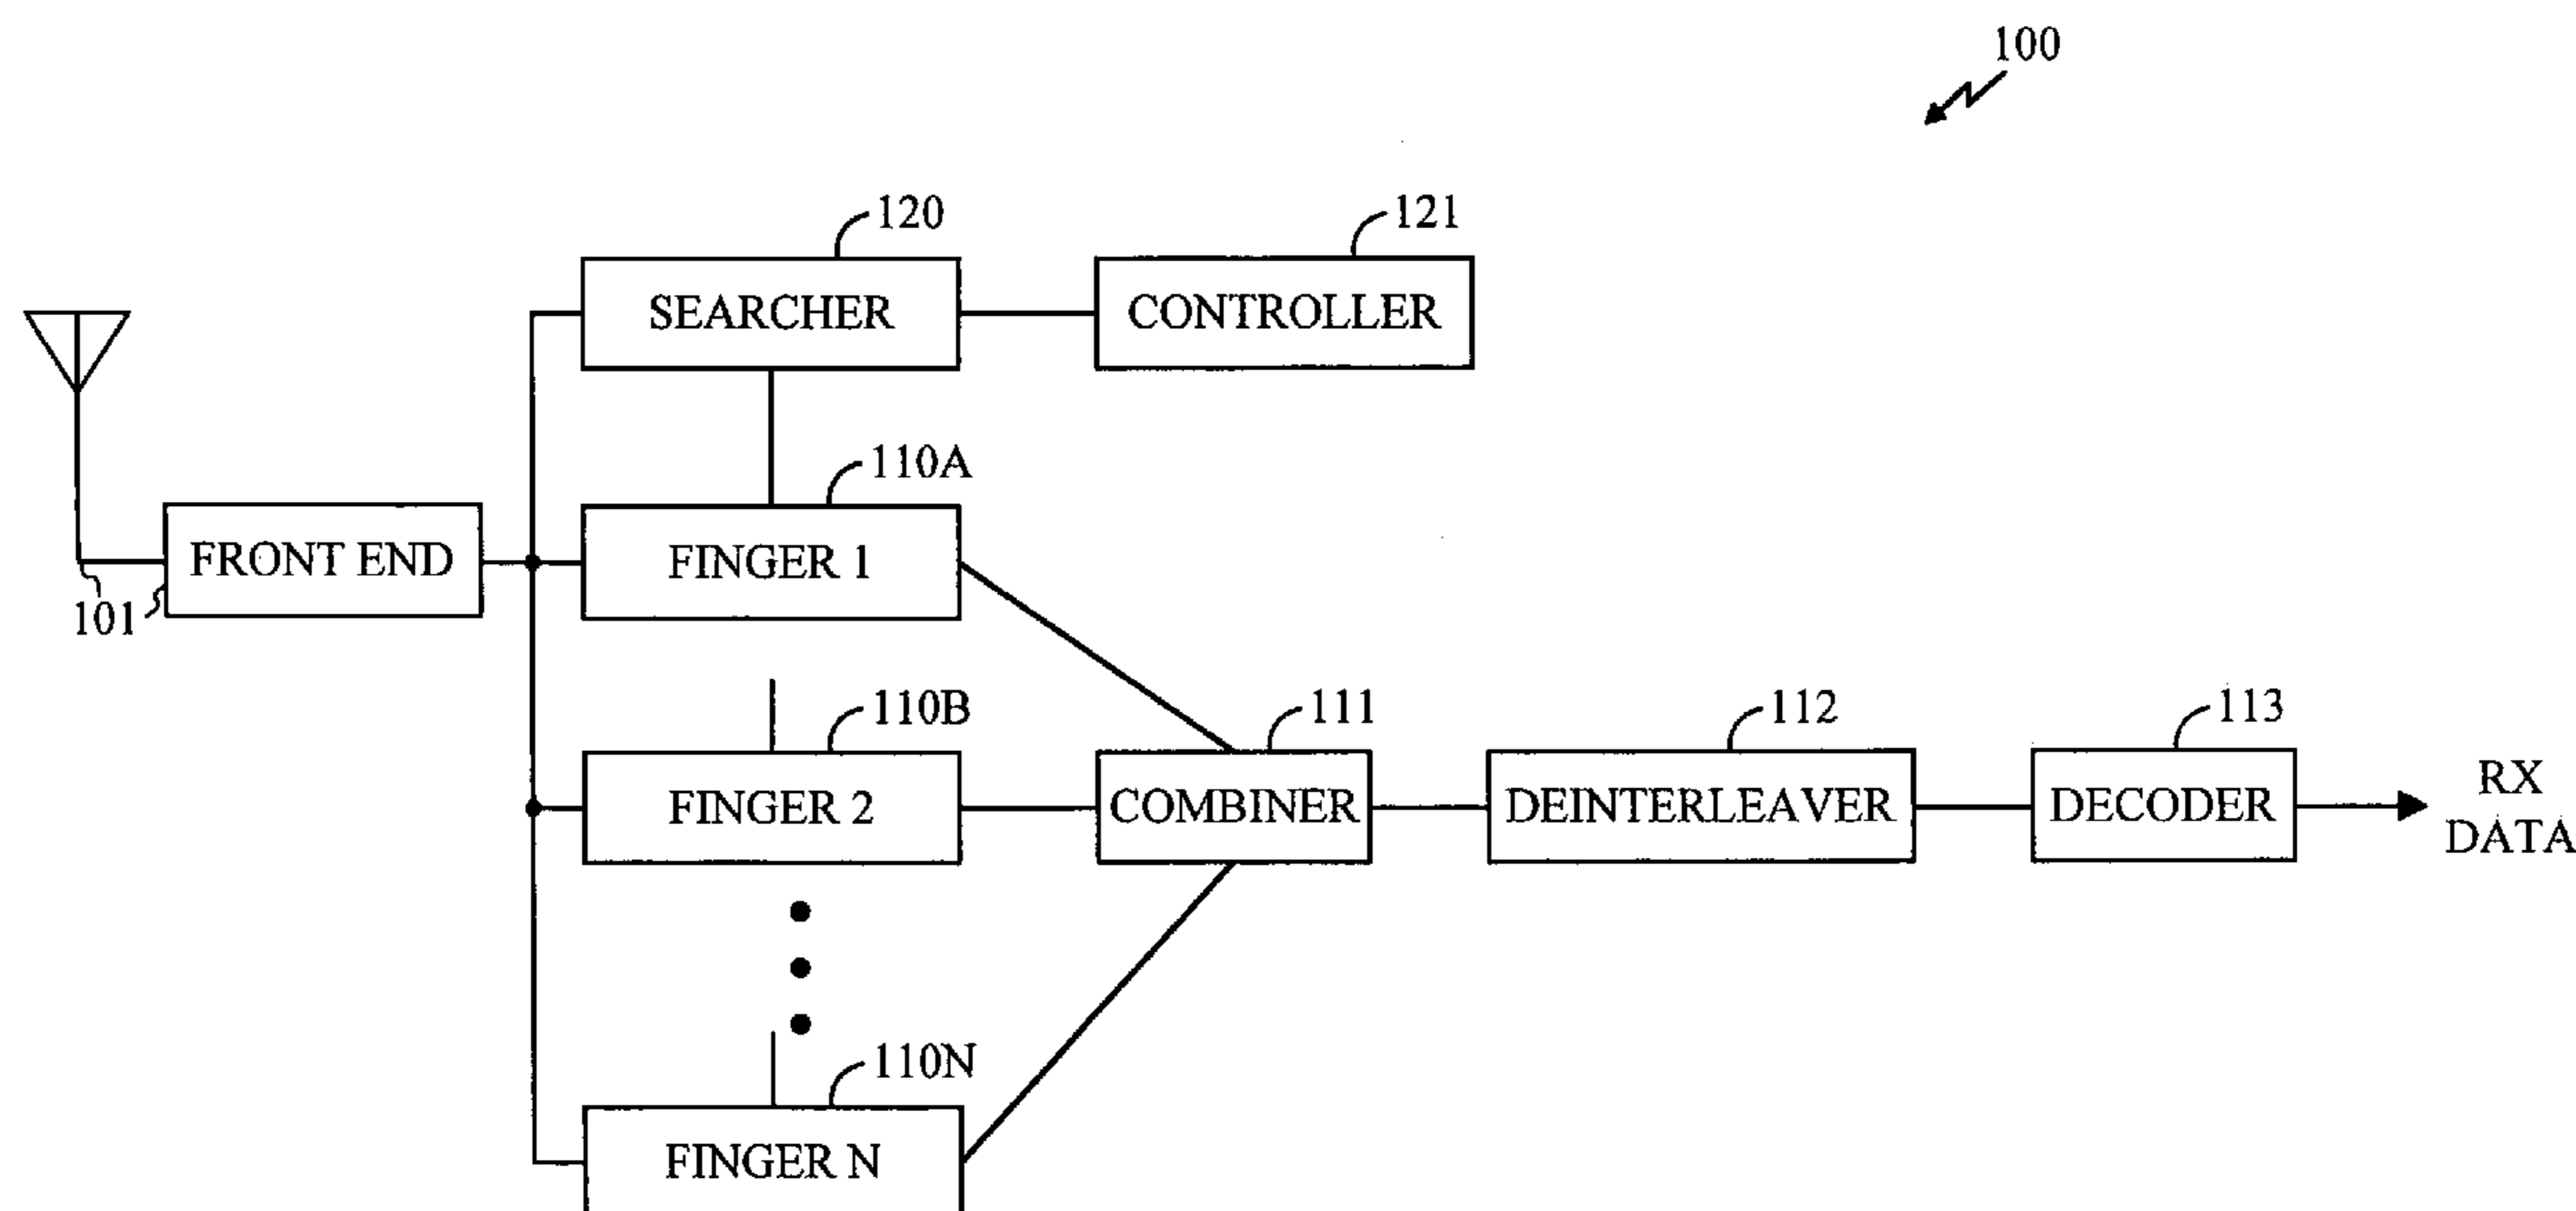 100
120
121
SEARCHER
CONTROLLER
110A
FRONT END
FINGER 1
101
110B
111
112
113
FINGER 2
COMBINER
DEINTERLEAVER
DECODER
RX
DATA
110N
FINGER N